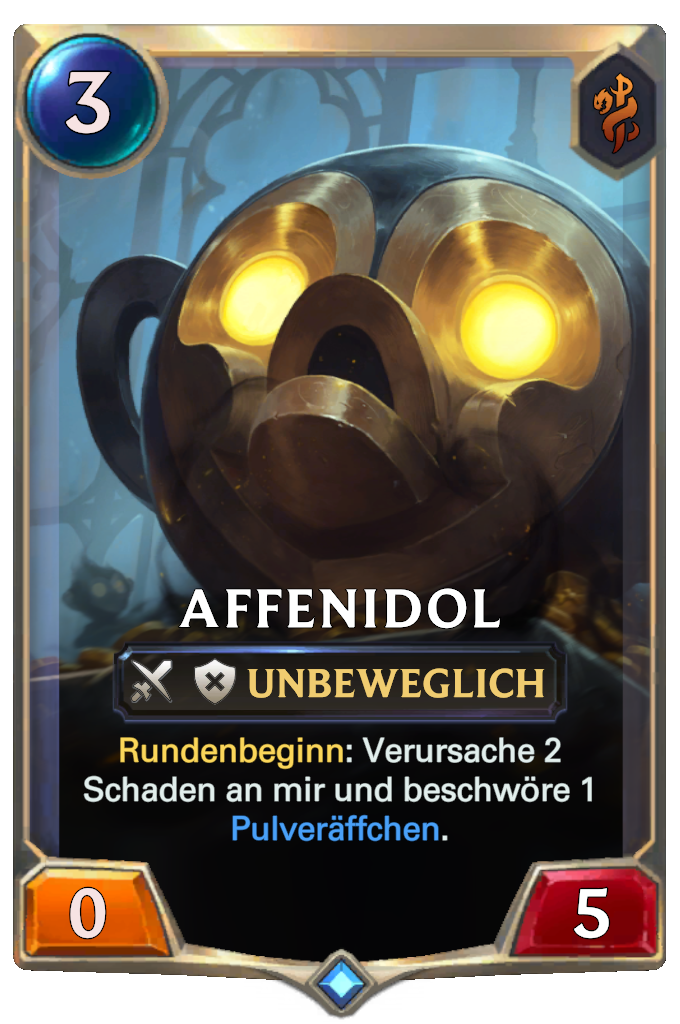 3
AFFENIDOL
UNBEWEGLICH
Rundenbeginn: Verursache 2
Schaden an mir und beschwöre 1
Pulveräffchen.
0
5